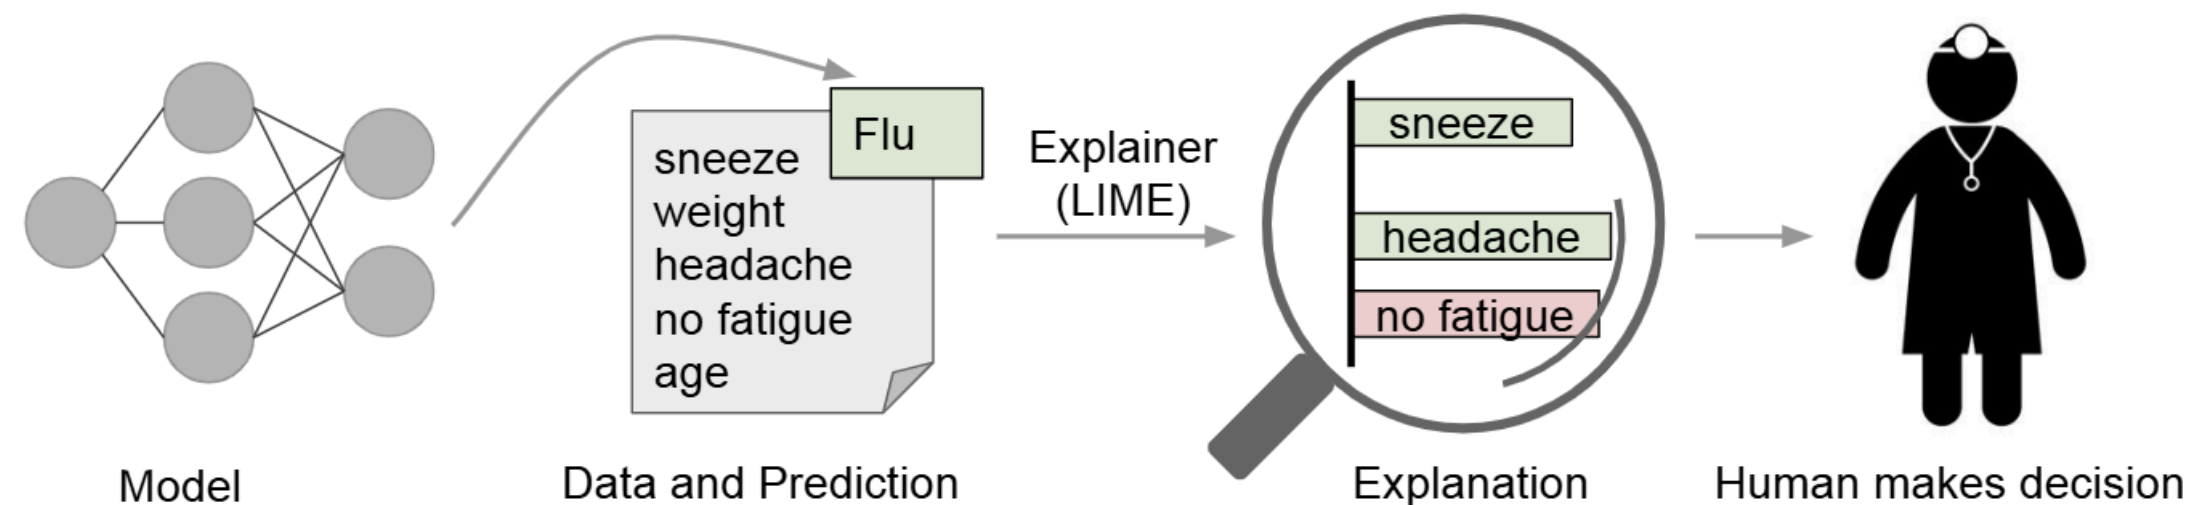 Flu
sneeze
weight
headache
no fatigue
age
Explainer
(LIME)
sneeze
headache
no fatigue
Model
Data and Prediction
Explanation
Human makes decision